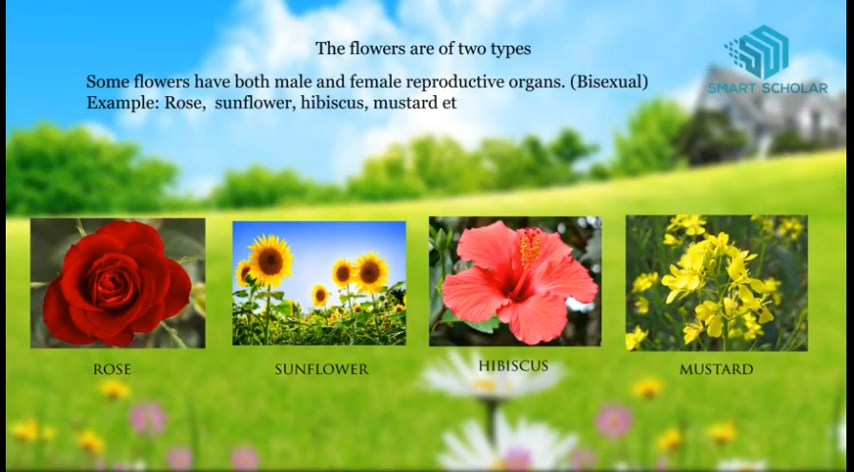 The flowers are of two types
SMART SCHOLAR
Some flowers have both male and female reproductive organs. (Bisexual)
Example: Rose,  sunflower, hibiscus, mustard et
ROSE
SUNFLOWER
HIBISCUS
MUSTARD